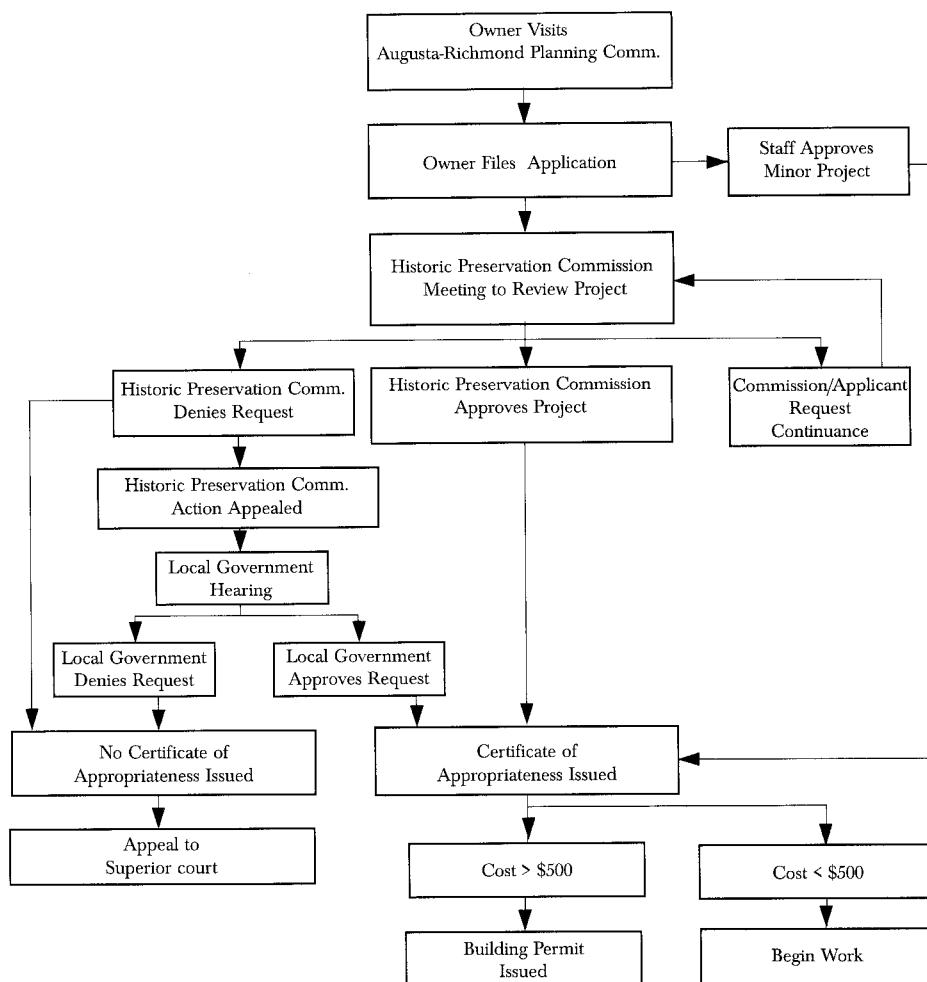 Owner Visits
Augusta-Richmond Planning Comm.
Owner Files Application
Staff Approves
Minor Project
Historic Preservation Commission
Meeting to Review Project
Historic Preservation Comm.
Denies Request
Historic Preservation Commission
Approves Project
Commission/Applicant
Request
Continuance
Historic Preservation Comm.
Action Appealed
Local Government
Hearing
Local Government
Denies Request
Local Government
Approves Request
No Certificate of
Appropriateness Issued
Certificate of
Appropriateness Issued
Appeal to
Superior court
Cost > $500
Cost < $500
Building Permit
Issued
Begin Work